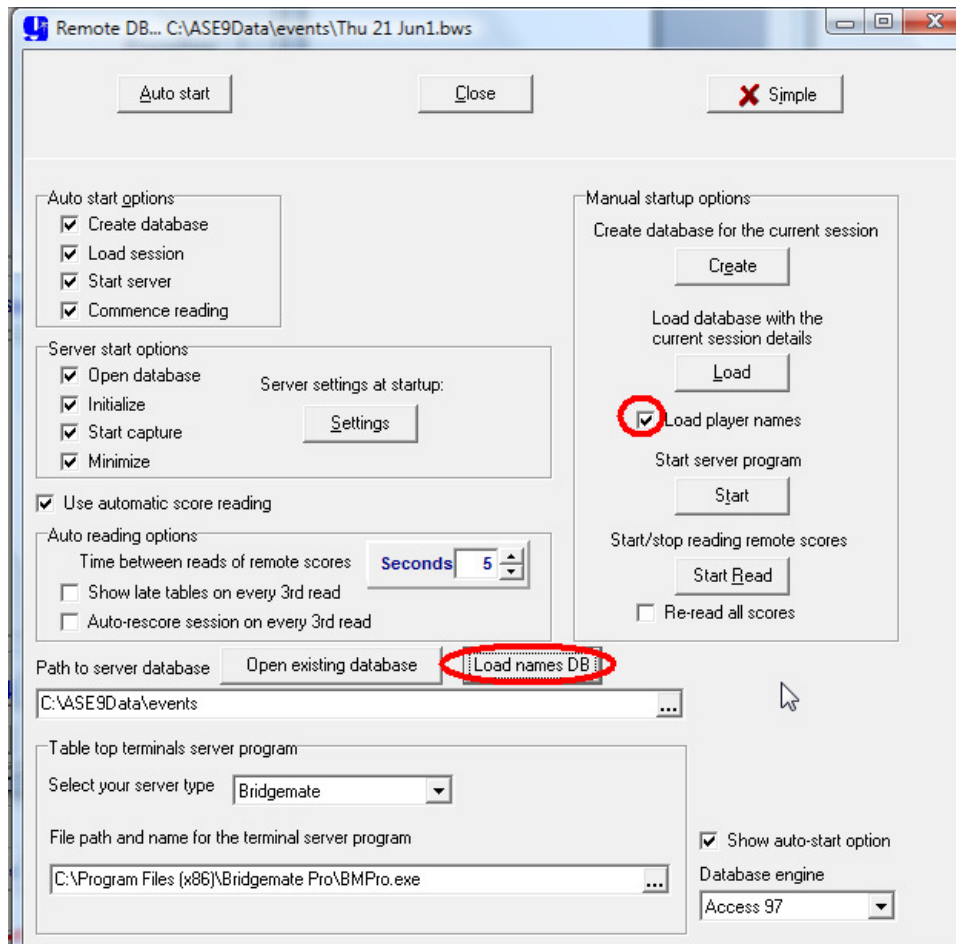 Remote DB... C:\ASE9Data\events\Thu 21 Jun1.bws
Auto start
Close
Simple
Auto start options
Create database
Load session
Start server
Commence reading
Server start options
Open database
Initialize
Start capture
Minimize
Server settings at startup:
Settings
Use automatic score reading
Auto reading options
Time between reads of remote scores
Seconds 5
Show late tables on every 3rd read
Auto-rescore session on every 3rd read
Manual startup options
Create database for the current session
Create
Load database with the
current session details
Load
Load player names
Start server program
Start
Start/stop reading remote scores
Start Read
Re-read all scores
Path to server database
Open existing database
Load names DB
C:\ASE9Data\events
...
Table top terminals server program
Select your server type
Bridgemate
File path and name for the terminal server program
C:\Program Files (x86)\Bridgemate Pro\BMPro.exe
...
Show auto-start option
Database engine
Access 97